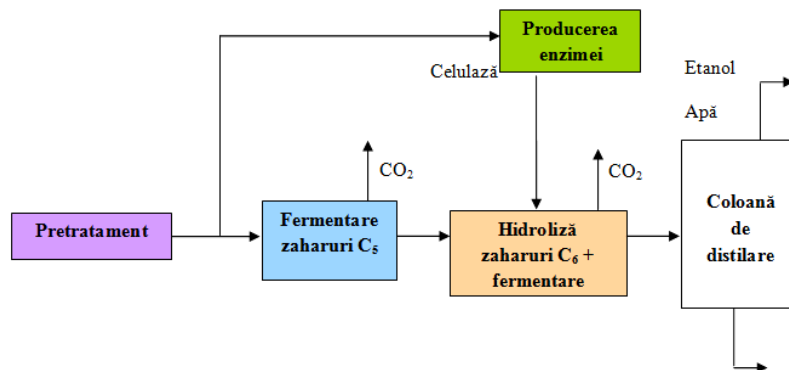 Producerea
enzimei
Celulază
Etanol
Apă
CO₂
CO₂
Pretratament
Fermentare
zaharuri C₅
Hidroliză
zaharuri C₆ +
fermentare
Coloană
de
distilare